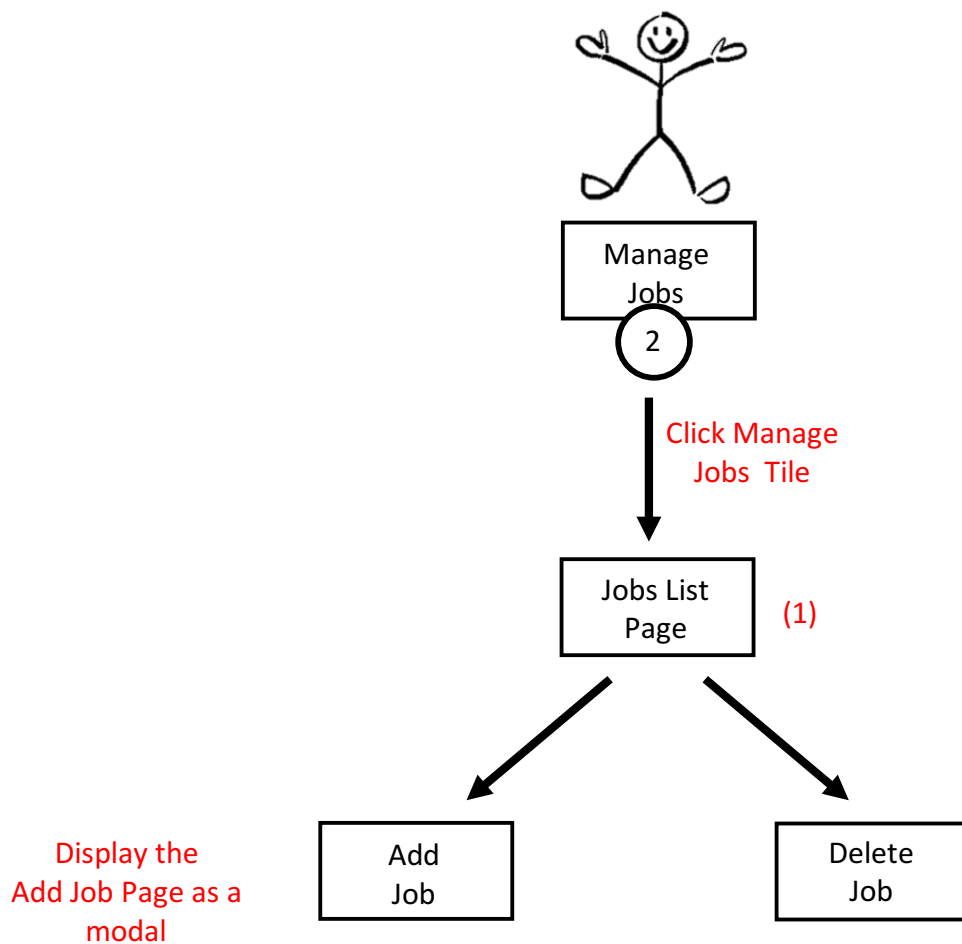 Manage
Jobs
2
Click Manage
Jobs Tile
Jobs List
Page
(1)
Display the
Add Job Page as a
modal
Add
Job
Delete
Job